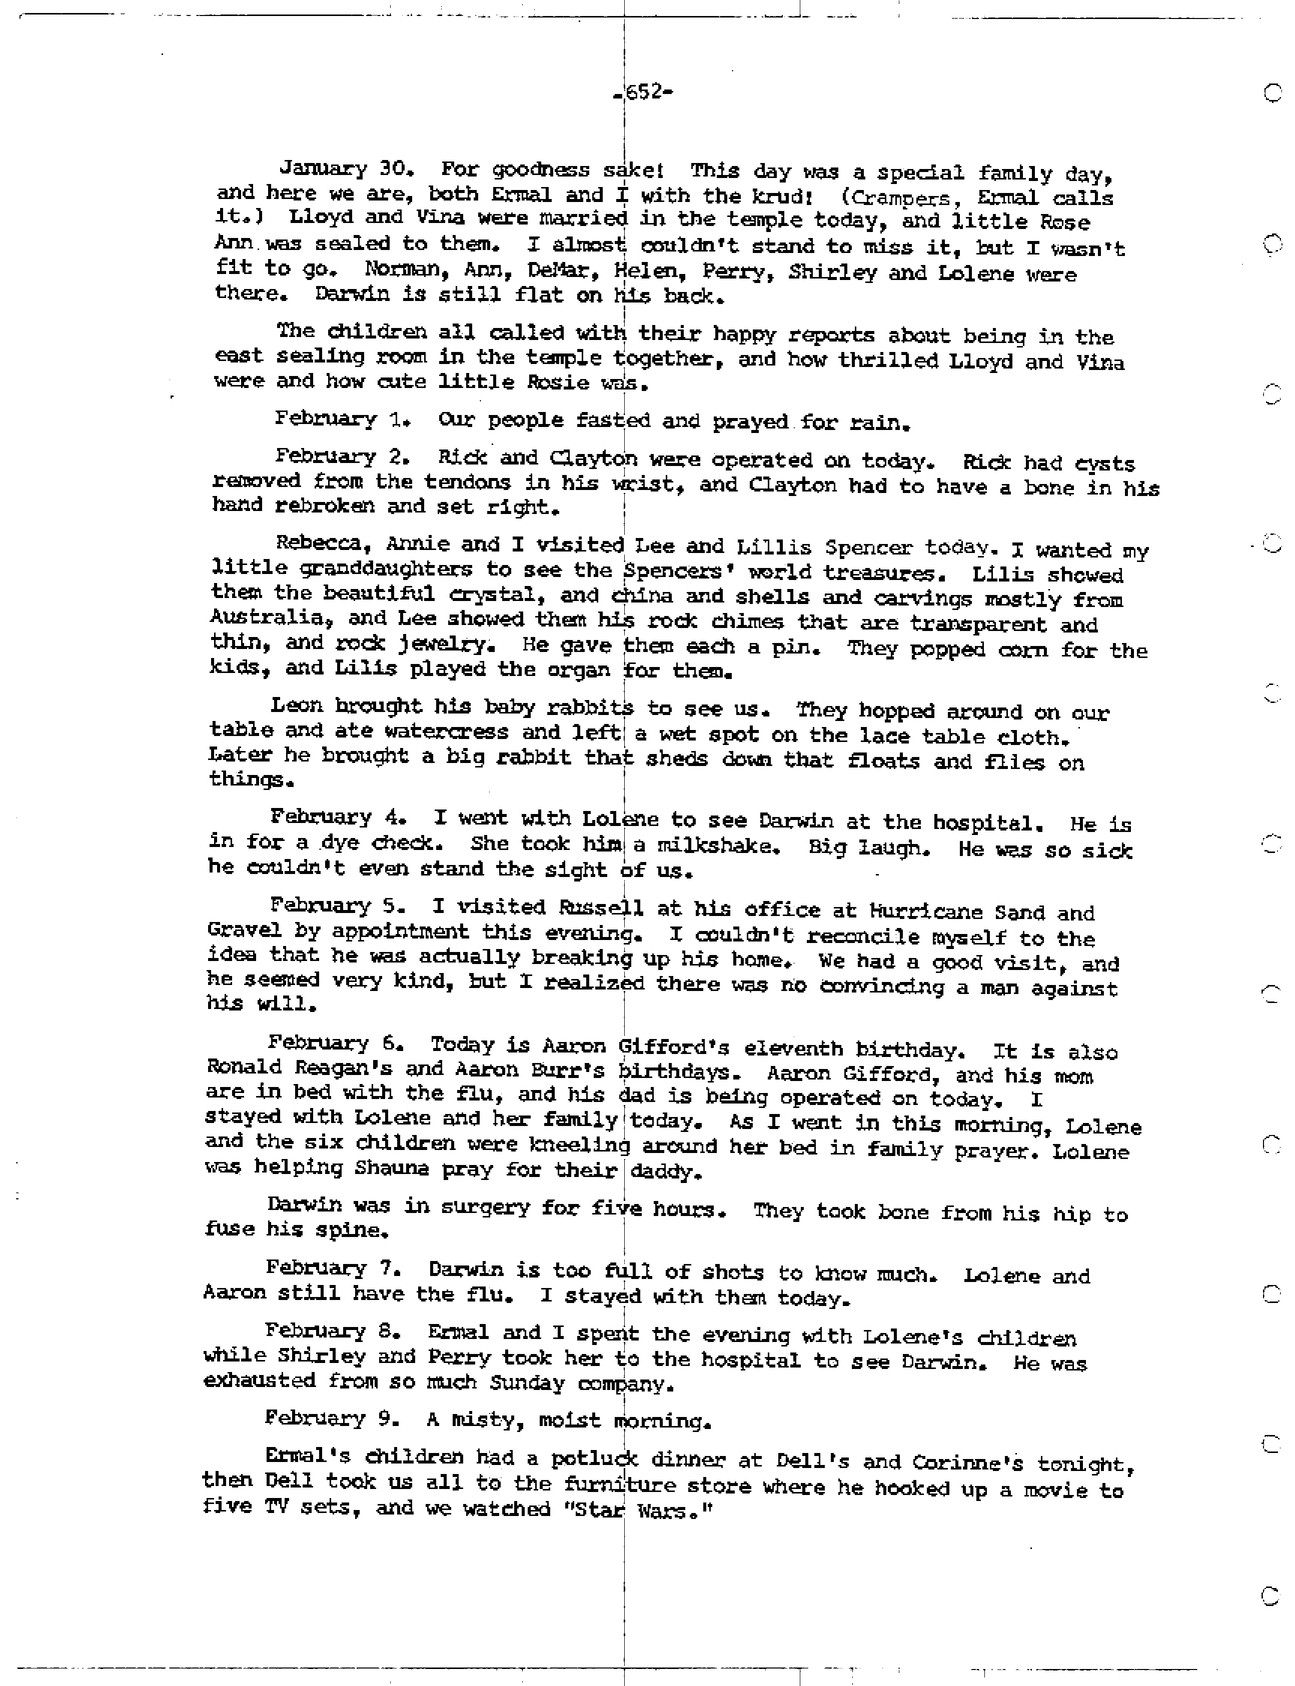 -652-
January 30. For goodness sake! This day was a special family day,
and here we are, both Ermal and I with the krud! (Crampers, Ermal calls
it.) Lloyd and Vina were married in the temple today, and little Rose
Ann was sealed to them. I almost couldn't stand to miss it, but I wasn't
fit to go. Norman, Ann, DeMar, Helen, Perry, Shirley and Lolene were
there. Darwin is still flat on his back.
The children all called with their happy reports about being in the
east sealing room in the temple together, and how thrilled Lloyd and Vina
were and how cute little Rosie was.
February 1. Our people fasted and prayed for rain.
February 2. Rick and Clayton were operated on today. Rick had cysts
removed from the tendons in his wrist, and Clayton had to have a bone in his
hand rebroken and set right.
Rebecca, Annie and I visited Lee and Lillis Spencer today. I wanted my
little granddaughters to see the Spencers' world treasures. Lilis showed
them the beautiful crystal, and china and shells and carvings mostly from
Australia, and Lee showed them his rock chimes that are transparent and
thin, and rock jewelry. He gave them each a pin. They popped corn for the
kids, and Lilis played the organ for them.
Leon brought his baby rabbits to see us. They hopped around on our
table and ate watercress and left a wet spot on the lace table cloth.
Later he brought a big rabbit that sheds down that floats and flies on
things.
February 4. I went with Lolene to see Darwin at the hospital. He is
in for a dye check. She took him a milkshake. Big laugh. He was so sick
he couldn't even stand the sight of us.
February 5. I visited Russell at his office at Hurricane Sand and
Gravel by appointment this evening. I couldn't reconcile myself to the
idea that he was actually breaking up his home. We had a good visit, and
he seemed very kind, but I realized there was no convincing a man against
his will.
February 6. Today is Aaron Gifford's eleventh birthday. It is also
Ronald Reagan's and Aaron Burr's birthdays. Aaron Gifford, and his mom
are in bed with the flu, and his dad is being operated on today. I
stayed with Lolene and her family today. As I went in this morning, Lolene
and the six children were kneeling around her bed in family prayer. Lolene
was helping Shauna pray for their daddy.
Darwin was in surgery for five hours. They took bone from his hip to
fuse his spine.
February 7. Darwin is too full of shots to know much. Lolene and
Aaron still have the flu. I stayed with them today.
February 8. Ermal and I spent the evening with Lolene's children
while Shirley and Perry took her to the hospital to see Darwin. He was
exhausted from so much Sunday company.
February 9. A misty, moist morning.
Ermal's children had a potluck dinner at Dell's and Corinne's tonight,
then Dell took us all to the furniture store where he hooked up a movie to
five TV sets, and we watched "Star Wars."